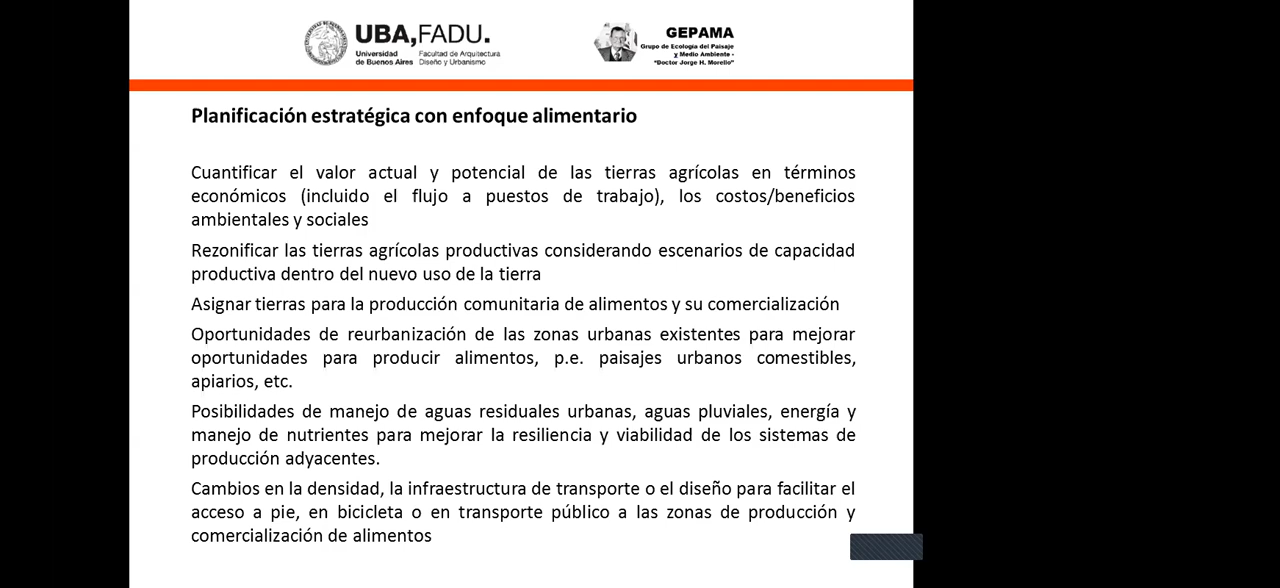 UBA,FADU.
Universidad de Buenos Aires
Facultad de Arquitectura Diseño y Urbanismo
GEPAMA
Grupo de Ecología del Paisaje
y Medio Ambiente -
"Doctor Jorge H. Morello"
Planificación estratégica con enfoque alimentario
Cuantificar el valor actual y potencial de las tierras agrícolas en términos
económicos (incluido el flujo a puestos de trabajo), los costos/beneficios
ambientales y sociales
Rezonificar las tierras agrícolas productivas considerando escenarios de capacidad
productiva dentro del nuevo uso de la tierra
Asignar tierras para la producción comunitaria de alimentos y su comercialización
Oportunidades de reurbanización de las zonas urbanas existentes para mejorar
oportunidades para producir alimentos, p.e. paisajes urbanos comestibles,
apiarios, etc.
Posibilidades de manejo de aguas residuales urbanas, aguas pluviales, energía y
manejo de nutrientes para mejorar la resiliencia y viabilidad de los sistemas de
producción adyacentes.
Cambios en la densidad, la infraestructura de transporte o el diseño para facilitar el
acceso a pie, en bicicleta o en transporte público a las zonas de producción y
comercialización de alimentos